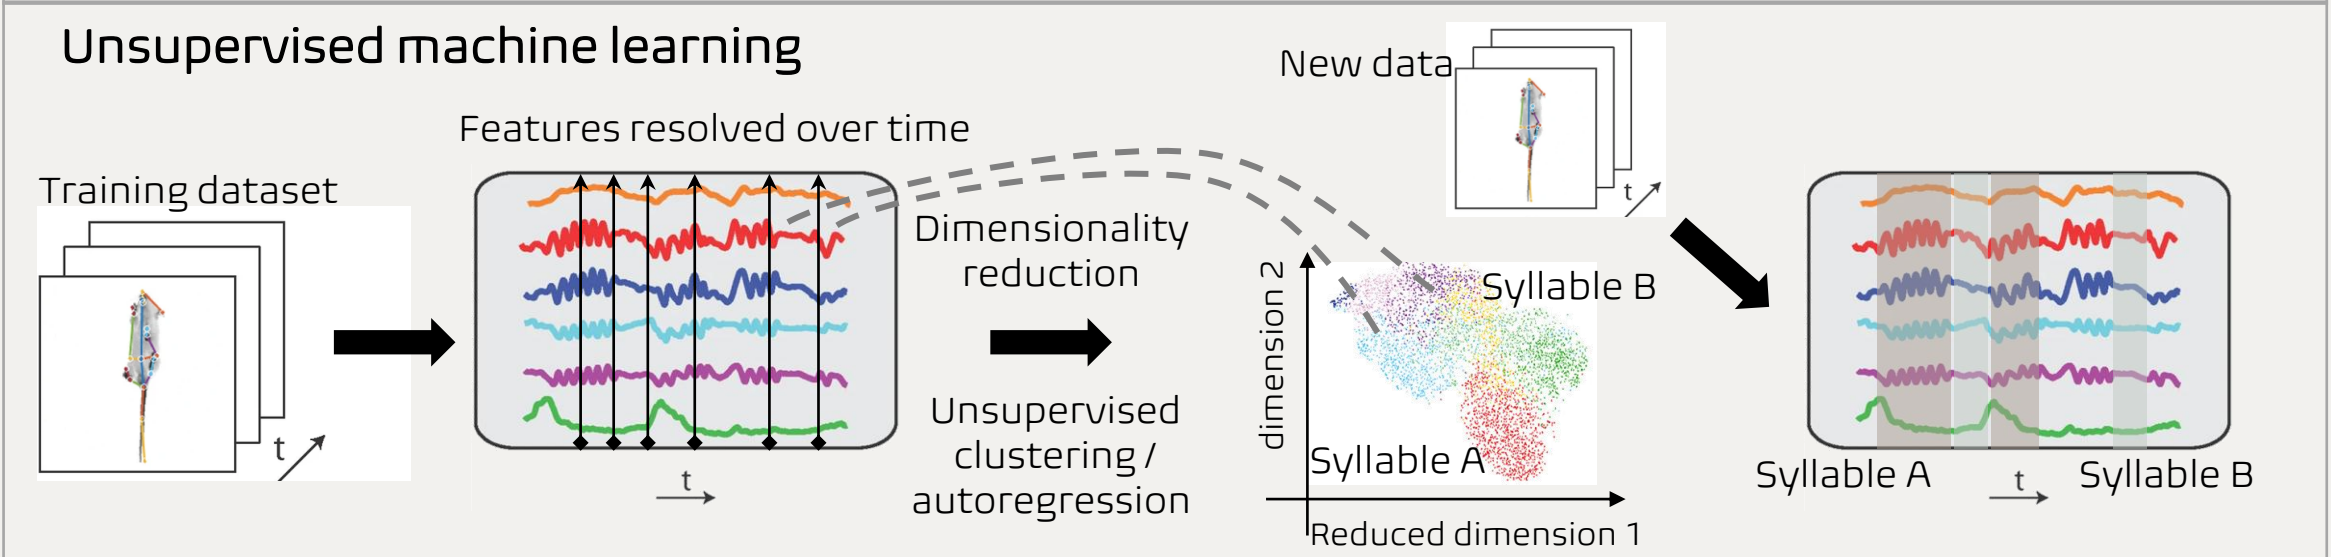 Unsupervised machine learning
Training dataset
t
Features resolved over time
t
Dimensionality
reduction
Unsupervised
clustering /
autoregression
dimension 2
Syllable B
Syllable A
Reduced dimension 1
New data
t
Syllable A
t
Syllable B